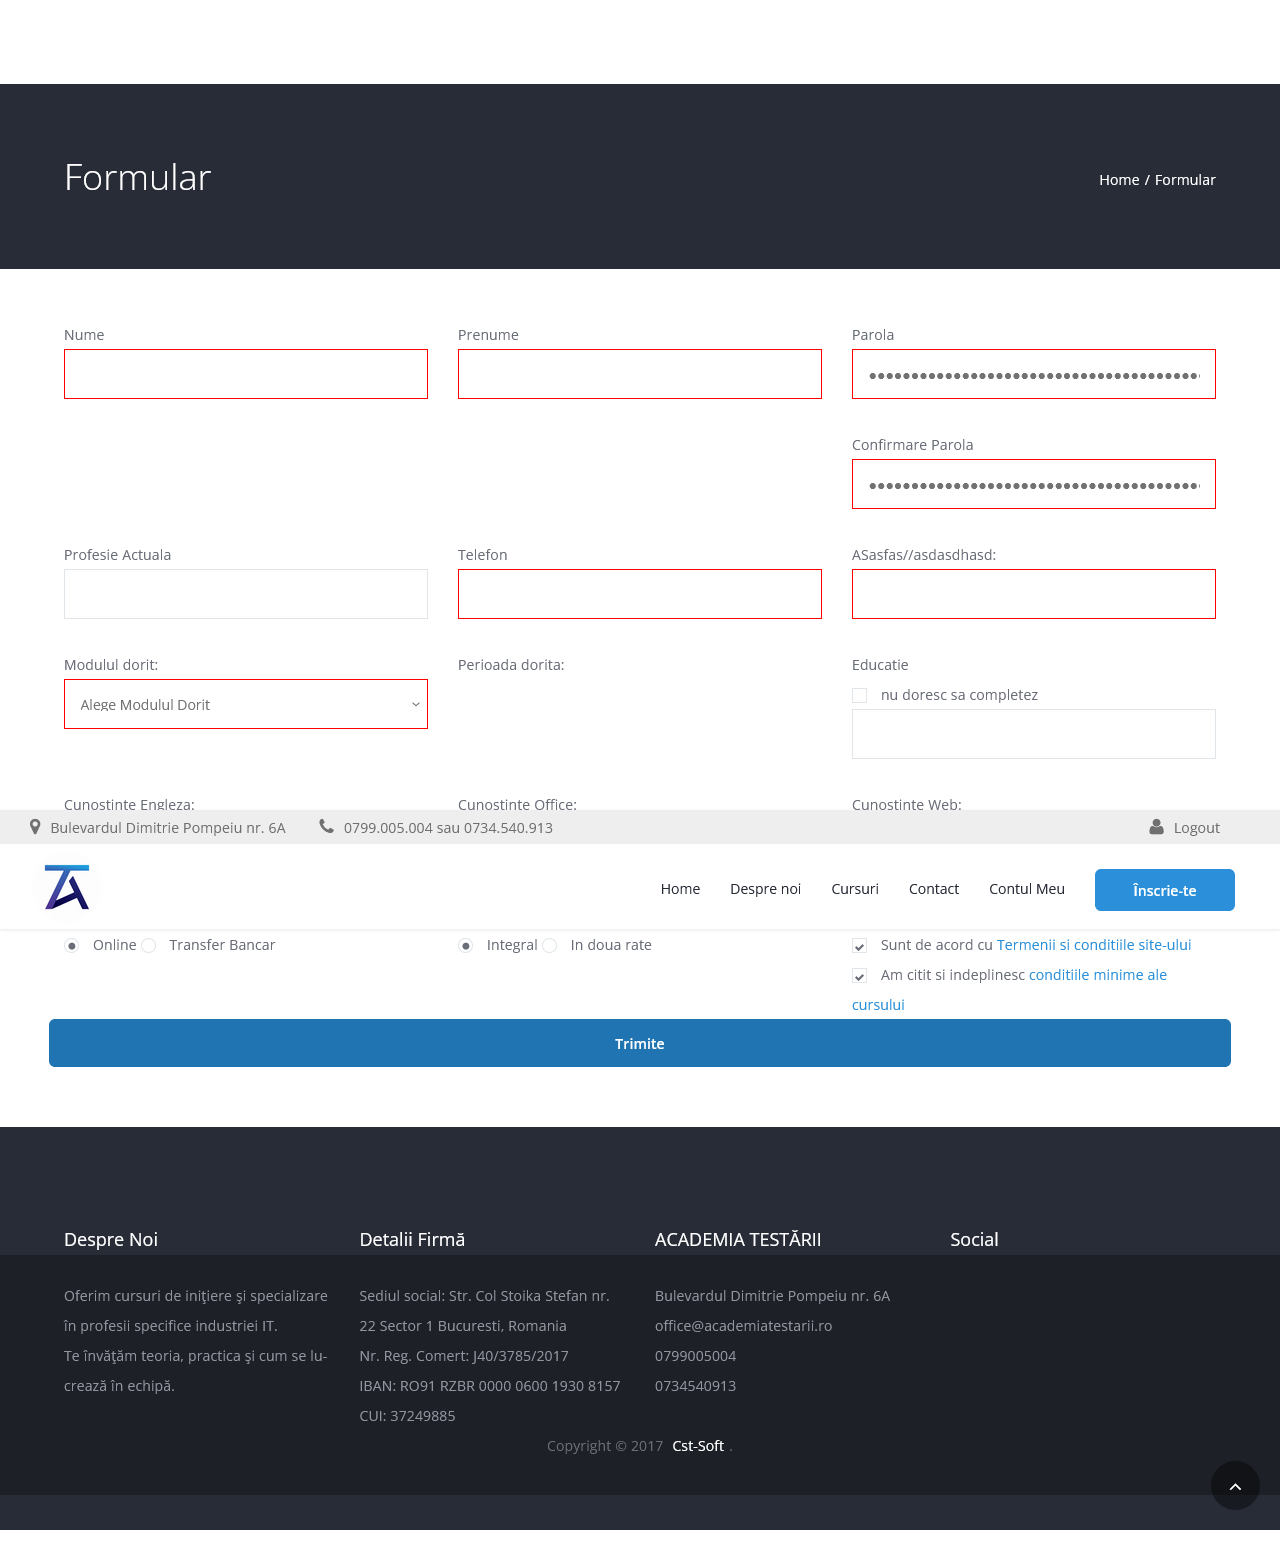 Formular
Home / Formular
Nume
Prenume
Parola
Confirmare Parola
Profesie Actuala
Telefon
ASasfas//asdasdhasd:
Modulul dorit:
Perioada dorita:
Educatie
Alege Modulul Dorit
nu doresc sa completez
Cunostinte Engleza:
Cunostinte Office:
Cunostinte Web:
Bulevardul Dimitrie Pompeiu nr. 6A
0799.005.004 sau 0734.540.913
Logout
TA
Home
Despre noi
Cursuri
Contact
Contul Meu
Înscrie-te
Online
Transfer Bancar
Integral
In doua rate
Sunt de acord cu Termenii si conditiile site-ului
Am citit si indeplinesc conditiile minime ale
cursului
Trimite
Despre Noi
Oferim cursuri de inițiere și specializare
în profesii specifice industriei IT.
Te învățăm teoria, practica și cum se lu-
crează în echipă.
Detalii Firmă
Sediul social: Str. Col Stoika Stefan nr.
22 Sector 1 Bucuresti, Romania
Nr. Reg. Comert: J40/3785/2017
IBAN: RO91 RZBR 0000 0600 1930 8157
CUI: 37249885
ACADEMIA TESTĂRII
Bulevardul Dimitrie Pompeiu nr. 6A
office@academiatestarii.ro
0799005004
0734540913
Social
Copyright © 2017 Cst-Soft .